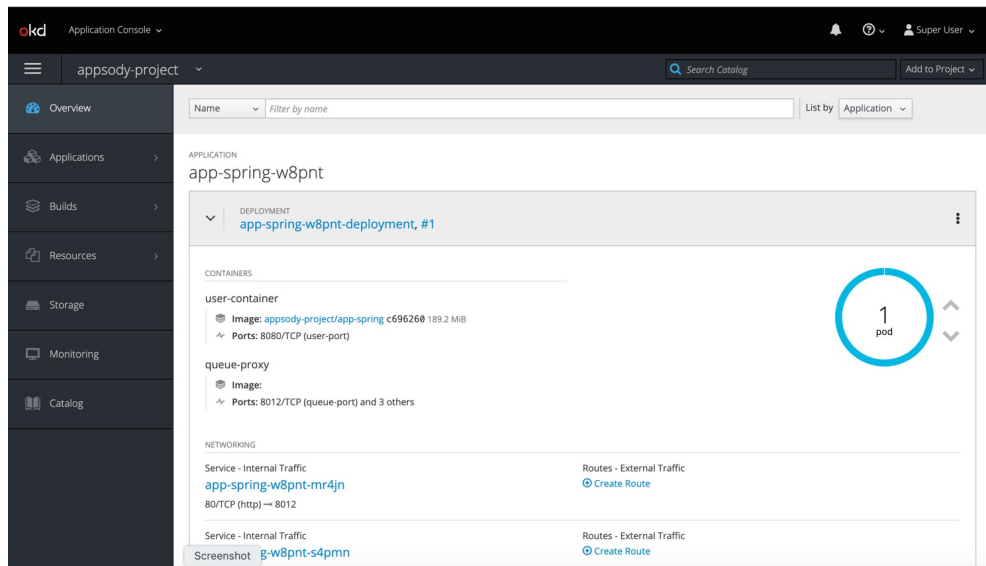 okd Application Console Super User
appsody-project Search Catalog Add to Project
Overview
Applications
Builds
Resources
Storage
Monitoring
Catalog
Name Filter by name List by Application
APPLICATION
app-spring-w8pnt
DEPLOYMENT
app-spring-w8pnt-deployment, #1
CONTAINERS
user-container
Image: appsody-project/app-spring c696260 189.2 MiB
Ports: 8080/TCP (user-port)
queue-proxy
Image:
Ports: 8012/TCP (queue-port) and 3 others
1
pod
NETWORKING
Service - Internal Traffic
app-spring-w8pnt-mr4jn
80/TCP (http) → 8012
Routes - External Traffic
Create Route
Service - Internal Traffic
g-w8pnt-s4pmn
Routes - External Traffic
Create Route
Screenshot